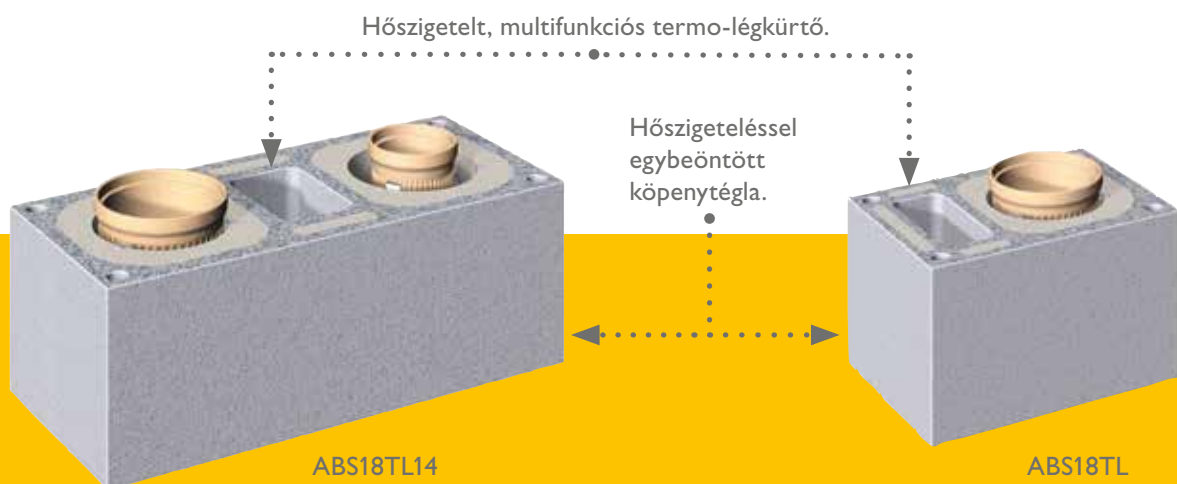 Hőszigetelt, multifunkciós termo-légkürtő.
Hőszigeteléssel
egybeöntött
köpenytégla.
ABS18TL14
ABS18TL